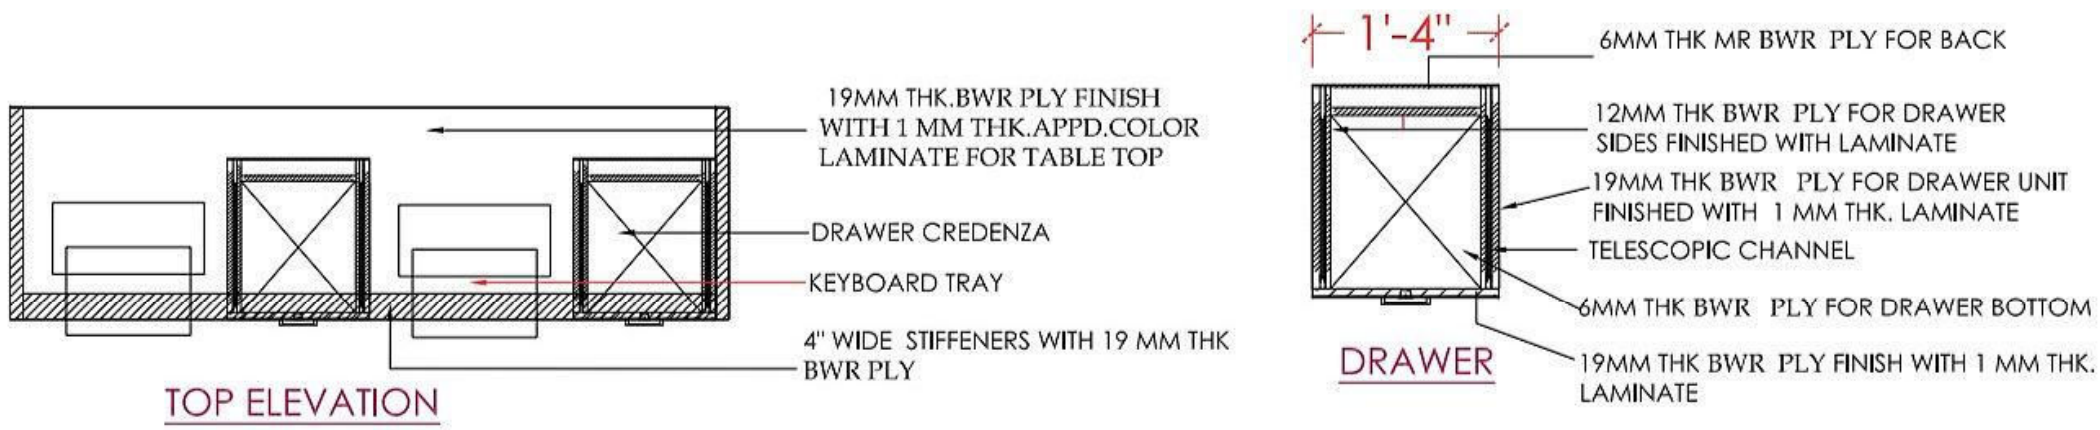 19MM THK.BWR PLY FINISH
WITH 1 MM THK.APPD.COLOR
LAMINATE FOR TABLE TOP
DRAWER CREDENZA
KEYBOARD TRAY
4" WIDE STIFFENERS WITH 19 MM THK
BWR PLY
TOP ELEVATION
1'-4"
6MM THK MR BWR PLY FOR BACK
12MM THK BWR PLY FOR DRAWER
SIDES FINISHED WITH LAMINATE
19MM THK BWR PLY FOR DRAWER UNIT
FINISHED WITH 1 MM THK. LAMINATE
TELESCOPIC CHANNEL
6MM THK BWR PLY FOR DRAWER BOTTOM
19MM THK BWR PLY FINISH WITH 1 MM THK.
LAMINATE
DRAWER